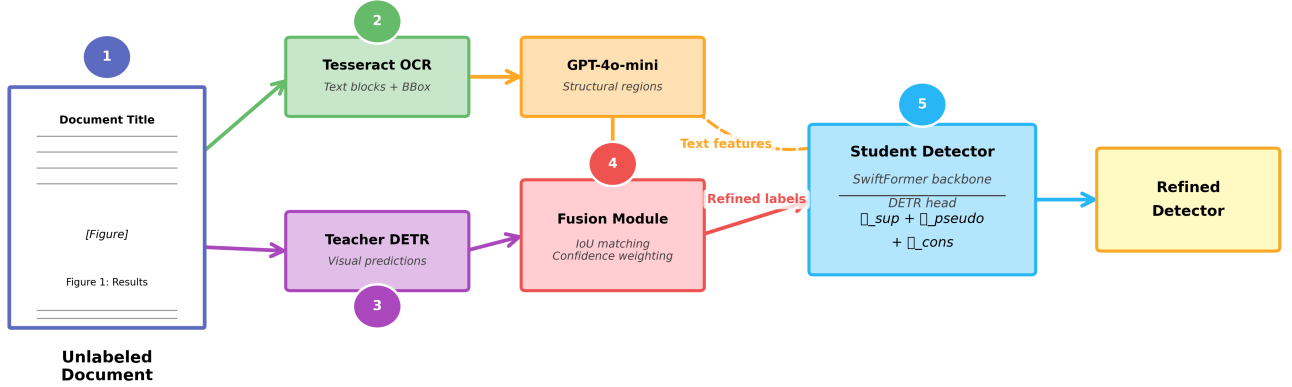 1
Document Title
[Figure]
Figure 1: Results
Unlabeled
Document
2
Tesseract OCR
Text blocks + BBox
3
Teacher DETR
Visual predictions
GPT-4o-mini
Structural regions
4
Fusion Module
IoU matching
Confidence weighting
Text features
Refined labels
5
Student Detector
SwiftFormer backbone
DETR head
_sup + _pseudo
+ _cons
Refined
Detector